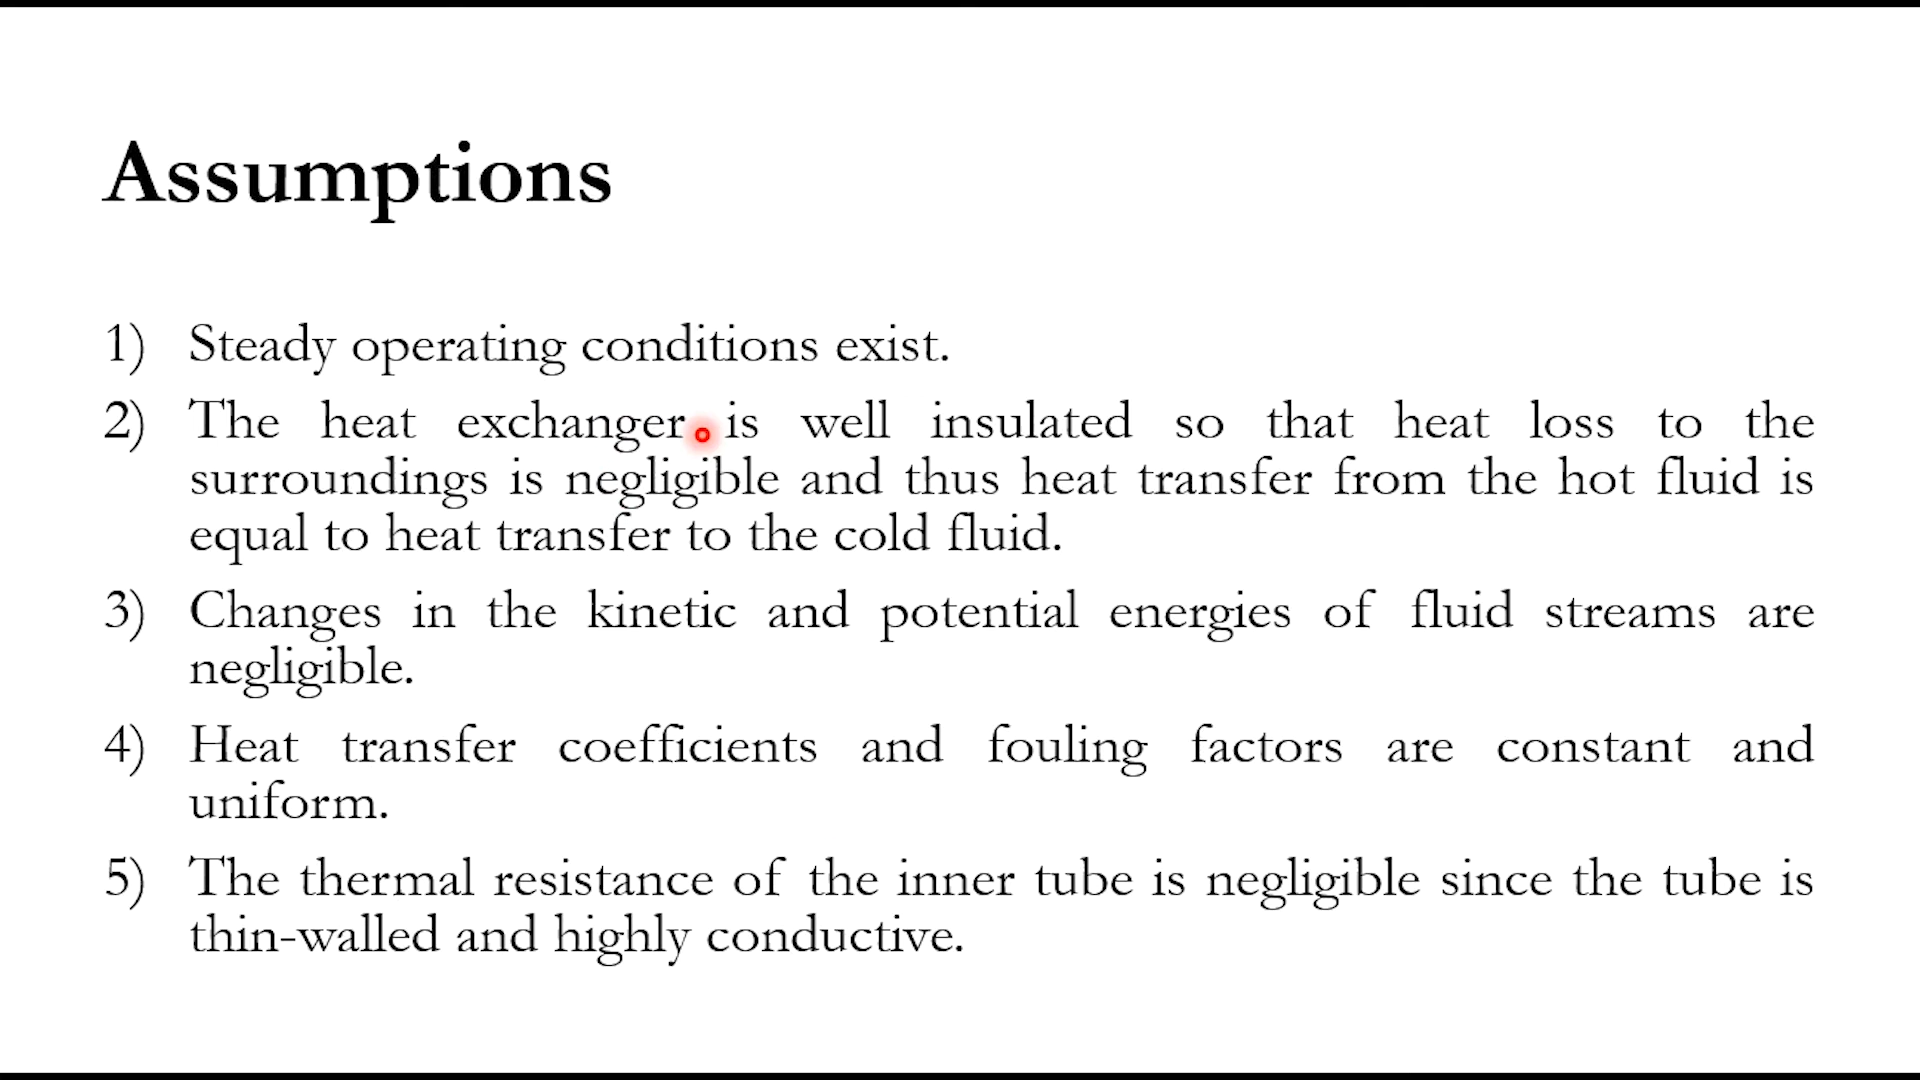 Assumptions
1) Steady operating conditions exist.
2) The heat exchanger is well insulated so that heat loss to the
surroundings is negligible and thus heat transfer from the hot fluid is
equal to heat transfer to the cold fluid.
3) Changes in the kinetic and potential energies of fluid streams are
negligible.
4) Heat transfer coefficients and fouling factors are constant and
uniform.
5) The thermal resistance of the inner tube is negligible since the tube is
thin-walled and highly conductive.